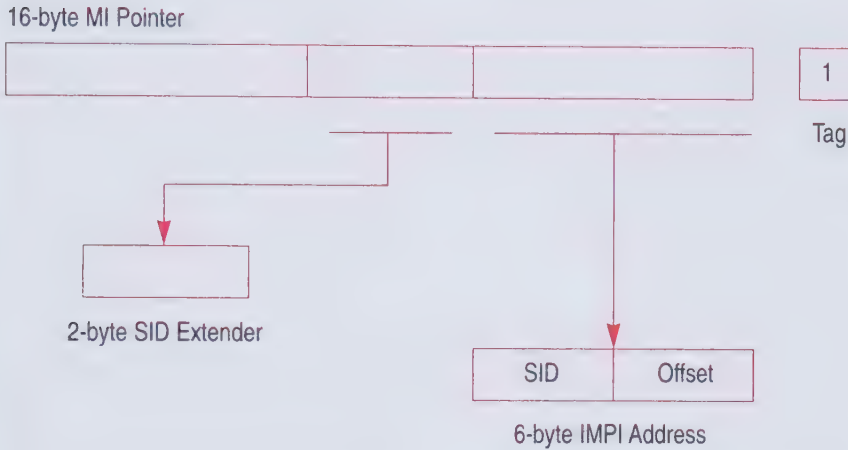 16-byte MI Pointer
1
Tag
2-byte SID Extender
SID Offset
6-byte IMPI Address